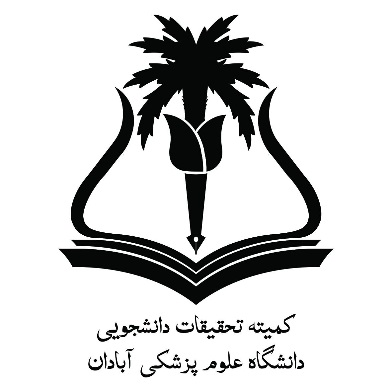 کمیته تحقیقات دانشجویی
دانشگاه علوم پزشکی آبادان